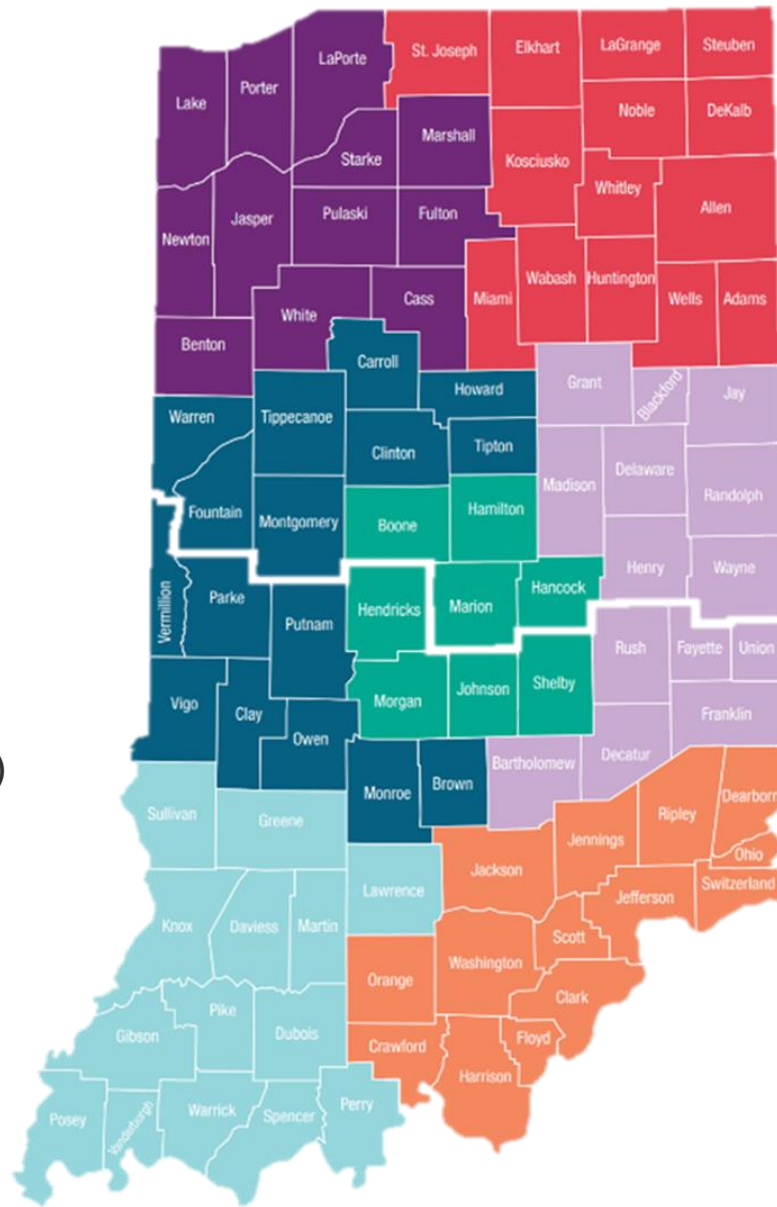 St. Joseph
Elkhart
LaGrange
Steuben
LaPorte
Porter
Lake
Noble
DeKalb
Marshall
Starke
Kosciusko
Whitley
Allen
Pulaski
Fulton
Jasper
Newton
Miami
Wabash
Huntington
Wells
Adams
White
Cass
Benton
Carroll
Grant
Blackford
Jay
Howard
Warren
Tippecanoe
Clinton
Tipton
Madison
Delaware
Randolph
Fountain
Montgomery
Boone
Hamilton
Henry
Wayne
Vermillion
Parke
Putnam
Hendricks
Marion
Hancock
Rush
Fayette
Union
Vigo
Clay
Owen
Morgan
Johnson
Shelby
Franklin
Monroe
Brown
Bartholomew
Decatur
)
Sullivan
Greene
Jennings
Ripley
Dearborn
Ohio
Lawrence
Jackson
Jefferson
Switzerland
Knox
Daviess
Martin
Orange
Washington
Scott
Clark
Gibson
Pike
Dubois
Crawford
Harrison
Floyd
Posey
Vanderburgh
Warrick
Spencer
Perry